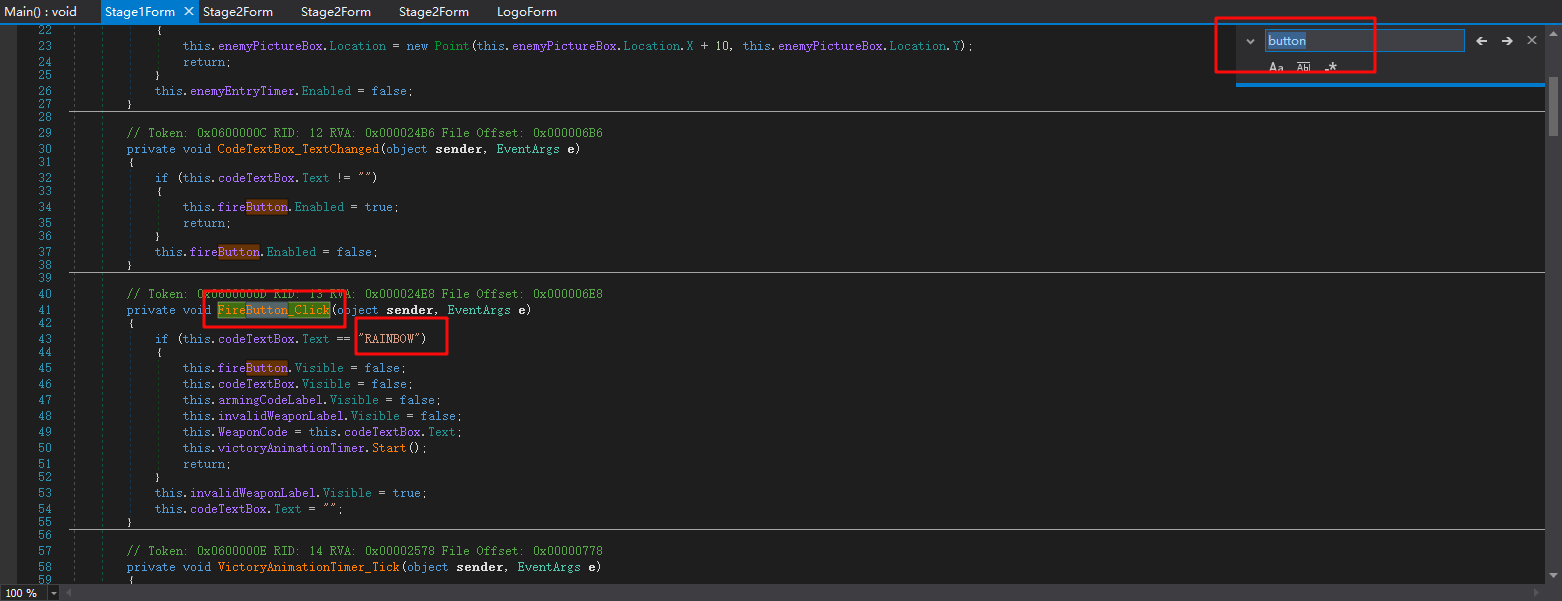 Main() : void Stage1Form ✕ Stage2Form Stage2Form Stage2Form LogoForm
button
Aa Ab .*
22 {
23 this.enemyPictureBox.Location = new Point(this.enemyPictureBox.Location.X + 10, this.enemyPictureBox.Location.Y);
24 return;
25 }
26 this.enemyEntryTimer.Enabled = false;
27 }
28
29 // Token: 0x0600000C RID: 12 RVA: 0x000024B6 File Offset: 0x000006B6
30 private void CodeTextBox_TextChanged(object sender, EventArgs e)
31 {
32 if (this.codeTextBox.Text != "")
33 {
34 this.fireButton.Enabled = true;
35 return;
36 }
37 this.fireButton.Enabled = false;
38 }
39
40 // Token: 0x0600000D RID: 13 RVA: 0x000024E8 File Offset: 0x000006E8
41 private void FireButton_Click(object sender, EventArgs e)
42 {
43 if (this.codeTextBox.Text == "RAINBOW")
44 {
45 this.fireButton.Visible = false;
46 this.codeTextBox.Visible = false;
47 this.armingCodeLabel.Visible = false;
48 this.invalidWeaponLabel.Visible = false;
49 this.WeaponCode = this.codeTextBox.Text;
50 this.victoryAnimationTimer.Start();
51 return;
52 }
53 this.invalidWeaponLabel.Visible = true;
54 this.codeTextBox.Text = "";
55 }
56
57 // Token: 0x0600000E RID: 14 RVA: 0x00002578 File Offset: 0x00000778
58 private void VictoryAnimationTimer_Tick(object sender, EventArgs e)
59 {
100 %